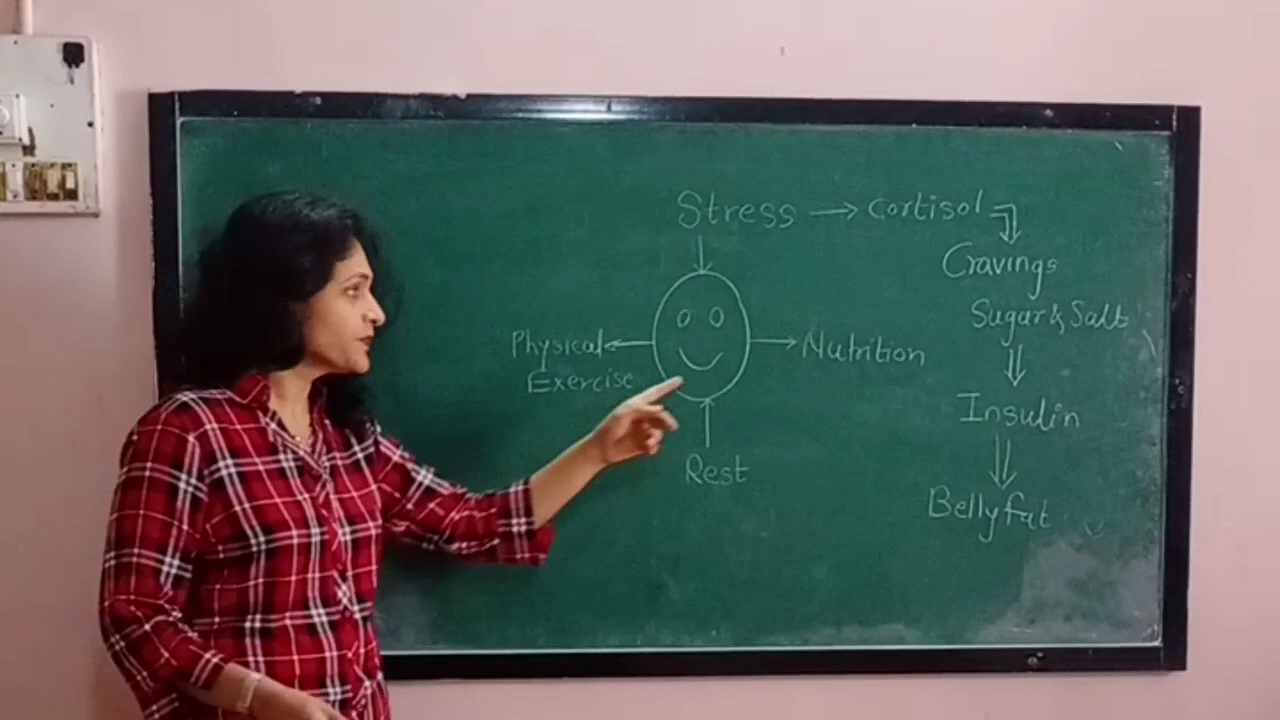 Stress → Cortisol
Cravings
Sugar & Salt
Physical
Exercise
Nutrition
Insulin
Rest
Belly fat